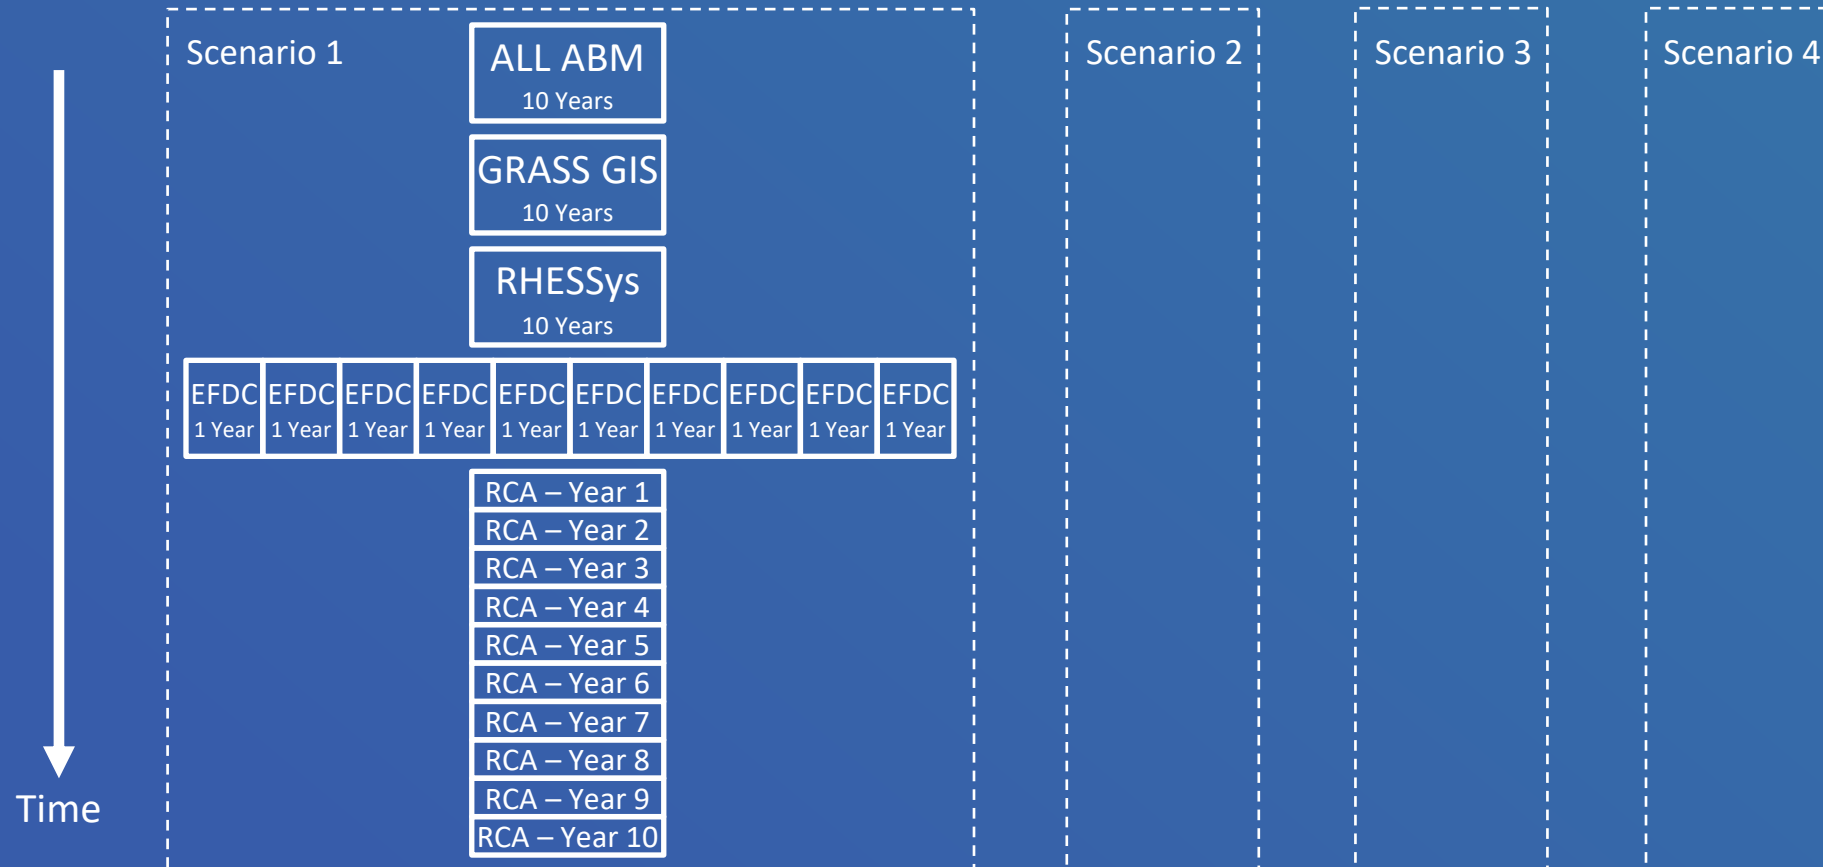 Scenario 1
ALL ABM
10 Years
GRASS GIS
10 Years
RHESSys
10 Years
EFDC EFDC EFDC EFDC EFDC EFDC EFDC EFDC EFDC EFDC
1 Year 1 Year 1 Year 1 Year 1 Year 1 Year 1 Year 1 Year 1 Year 1 Year
RCA – Year 1
RCA – Year 2
RCA – Year 3
RCA – Year 4
RCA – Year 5
RCA – Year 6
RCA – Year 7
RCA – Year 8
RCA – Year 9
RCA – Year 10
Scenario 2
Scenario 3
Scenario 4
Time